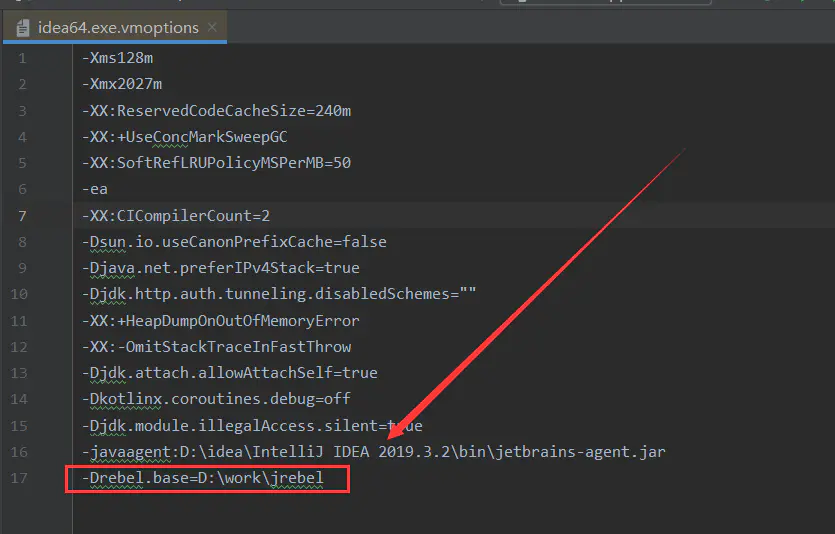 idea64.exe.vmoptions
1 -Xms128m
2 -Xmx2027m
3 -XX:ReservedCodeCacheSize=240m
4 -XX:+UseConcMarkSweepGC
5 -XX:SoftRefLRUPolicyMSPerMB=50
6 -ea
7 -XX:CICompilerCount=2
8 -Dsun.io.useCanonPrefixCache=false
9 -Djava.net.preferIPv4Stack=true
10 -Djdk.http.auth.tunneling.disabledSchemes=""
11 -XX:+HeapDumpOnOutOfMemoryError
12 -XX:-OmitStackTraceInFastThrow
13 -Djdk.attach.allowAttachSelf=true
14 -Dkotlinx.coroutines.debug=off
15 -Djdk.module.illegalAccess.silent=true
16 -javaagent:D:\idea\IntelliJ IDEA 2019.3.2\bin\jetbrains-agent.jar
17 -Drebel.base=D:\work\jrebel